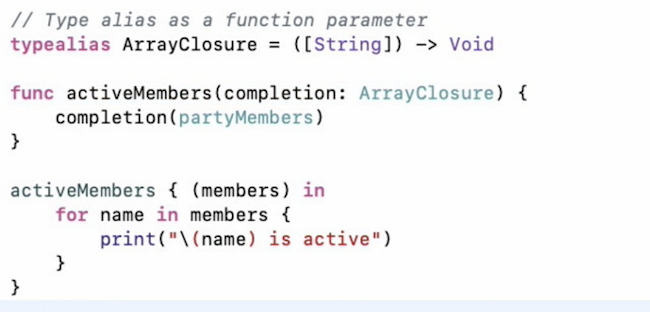 // Type alias as a function parameter
typealias ArrayClosure = ([String]) -> Void
func activeMembers(completion: ArrayClosure) {
    completion(partyMembers)
}
activeMembers { (members) in
    for name in members {
        print("\(name) is active")
    }
}